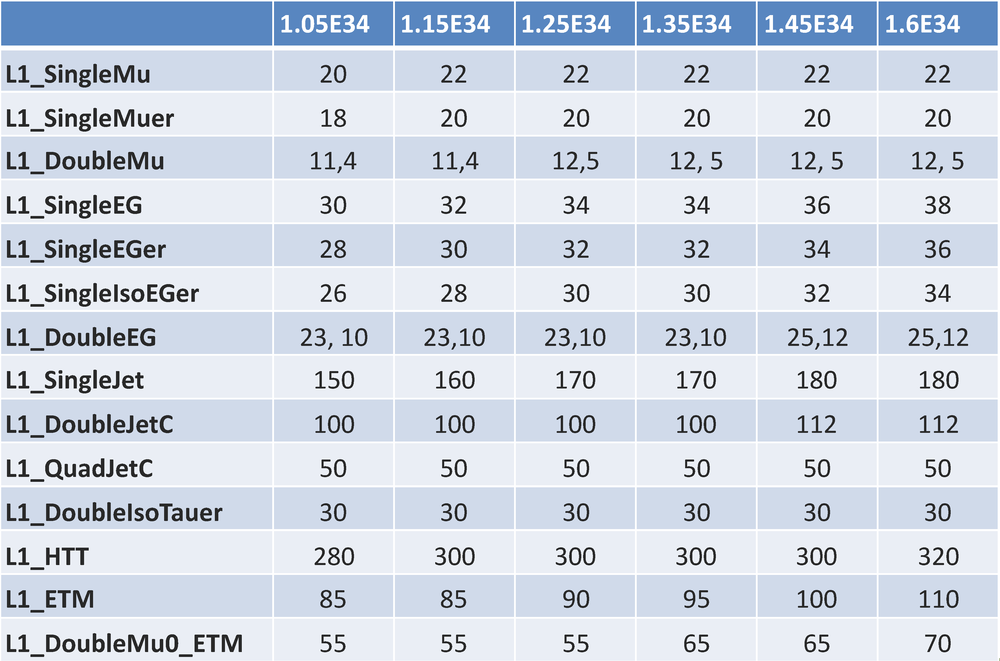 1.05E34 1.15E34 1.25E34 1.35E34 1.45E34 1.6E34
L1_SingleMu 20 22 22 22 22 22
L1_SingleMuer 18 20 20 20 20 20
L1_DoubleMu 11,4 11,4 12,5 12, 5 12, 5 12, 5
L1_SingleEG 30 32 34 34 36 38
L1_SingleEGer 28 30 32 32 34 36
L1_SingleIsoEGer 26 28 30 30 32 34
L1_DoubleEG 23, 10 23,10 23,10 23,10 25,12 25,12
L1_SingleJet 150 160 170 170 180 180
L1_DoubleJetC 100 100 100 100 112 112
L1_QuadJetC 50 50 50 50 50 50
L1_DoubleIsoTauer 30 30 30 30 30 30
L1_HTT 280 300 300 300 300 320
L1_ETM 85 85 90 95 100 110
L1_DoubleMu0_ETM 55 55 55 65 65 70